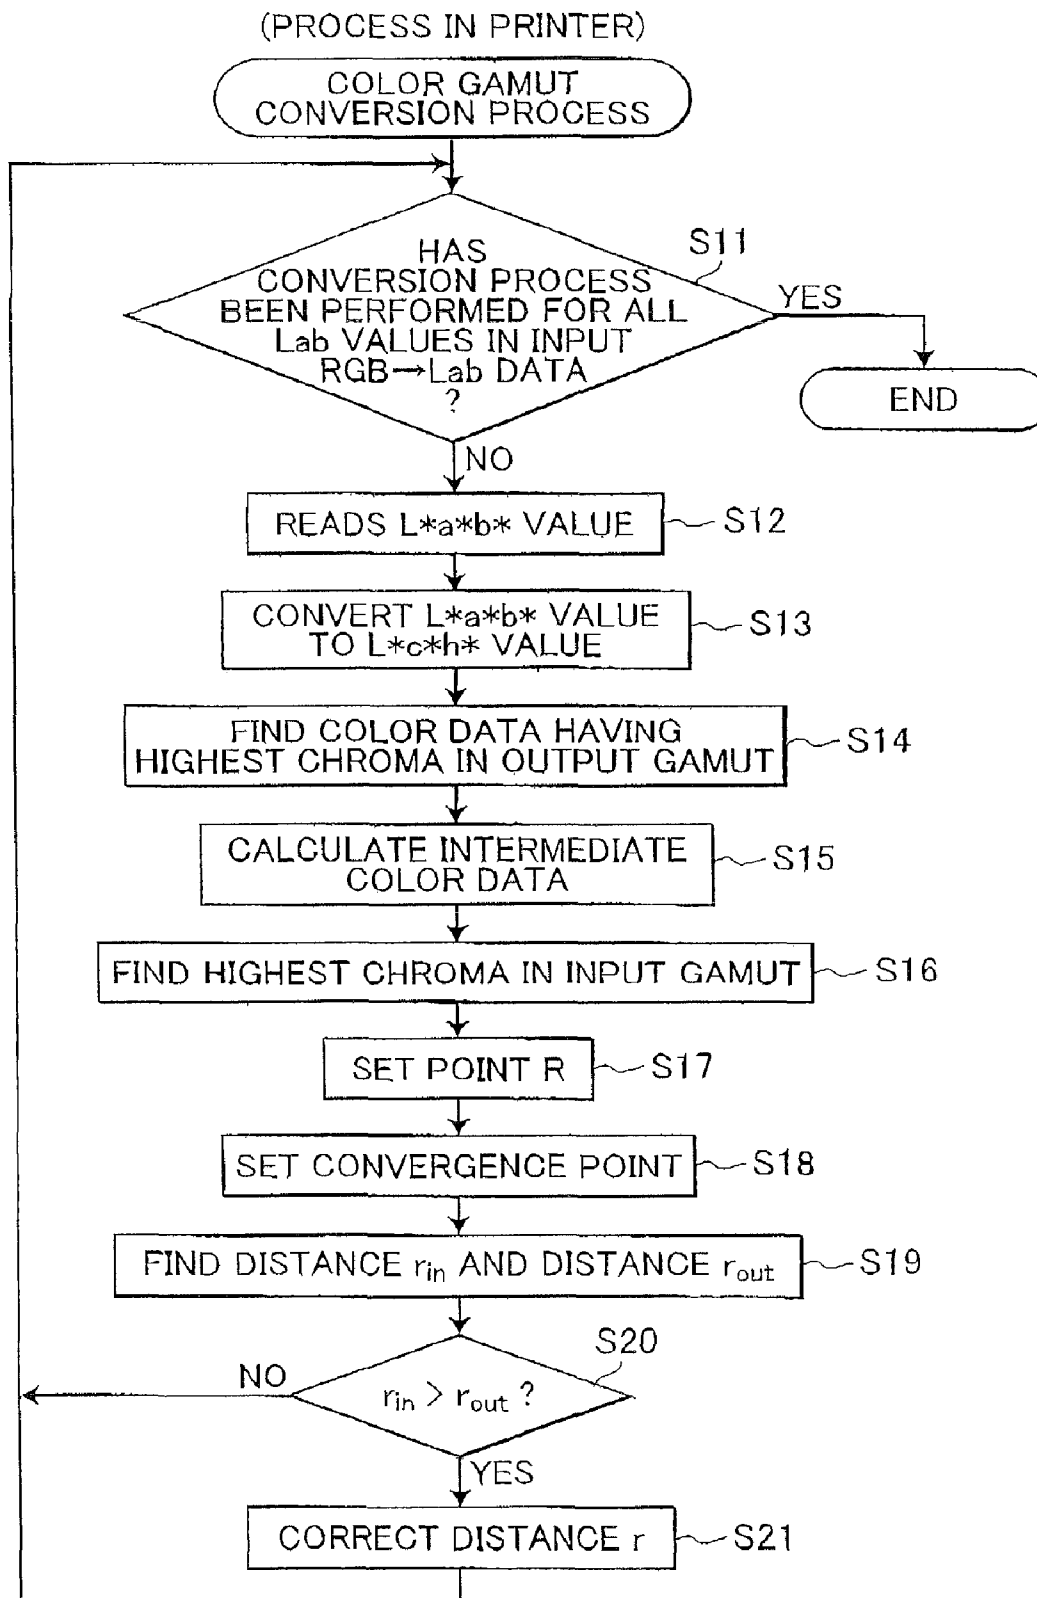 (PROCESS IN PRINTER)
COLOR GAMUT
CONVERSION PROCESS
S11
HAS
CONVERSION PROCESS
BEEN PERFORMED FOR ALL
Lab VALUES IN INPUT
RGB→Lab DATA
?
YES
END
NO
READS L*a*b* VALUE
S12
CONVERT L*a*b* VALUE
TO L*c*h* VALUE
S13
FIND COLOR DATA HAVING
HIGHEST CHROMA IN OUTPUT GAMUT
S14
CALCULATE INTERMEDIATE
COLOR DATA
S15
FIND HIGHEST CHROMA IN INPUT GAMUT
S16
SET POINT R
S17
SET CONVERGENCE POINT
S18
FIND DISTANCE rin AND DISTANCE rout
S19
S20
NO
rin > rout ?
YES
CORRECT DISTANCE r
S21